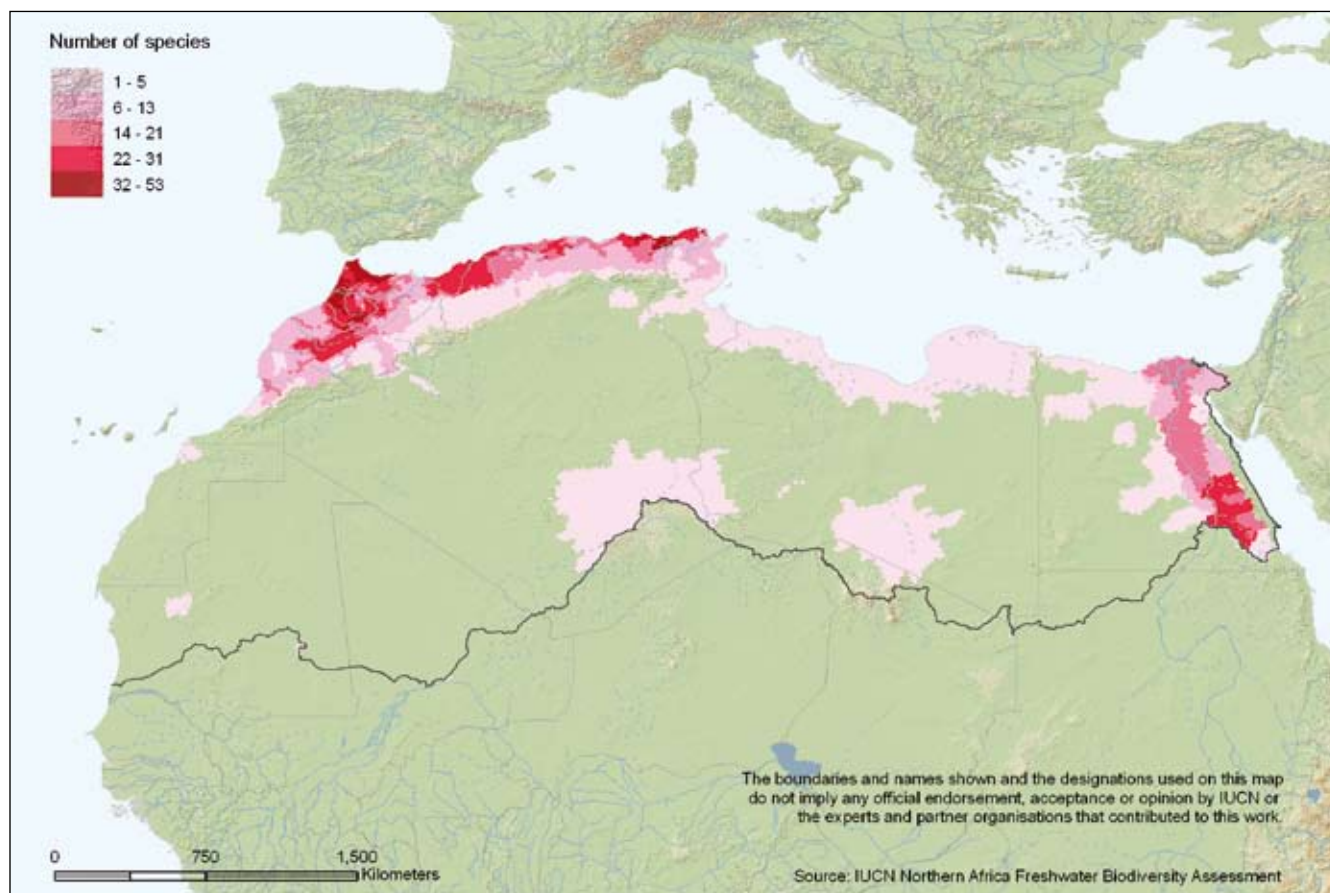 Number of species
1 - 5
6 - 13
14 - 21
22 - 31
32 - 53
The boundaries and names shown and the designations used on this map
do not imply any official endorsement, acceptance or opinion by IUCN or
the experts and partner organisations that contributed to this work.
0 750 1,500
Kilometers
Source: IUCN Northern Africa Freshwater Biodiversity Assessment